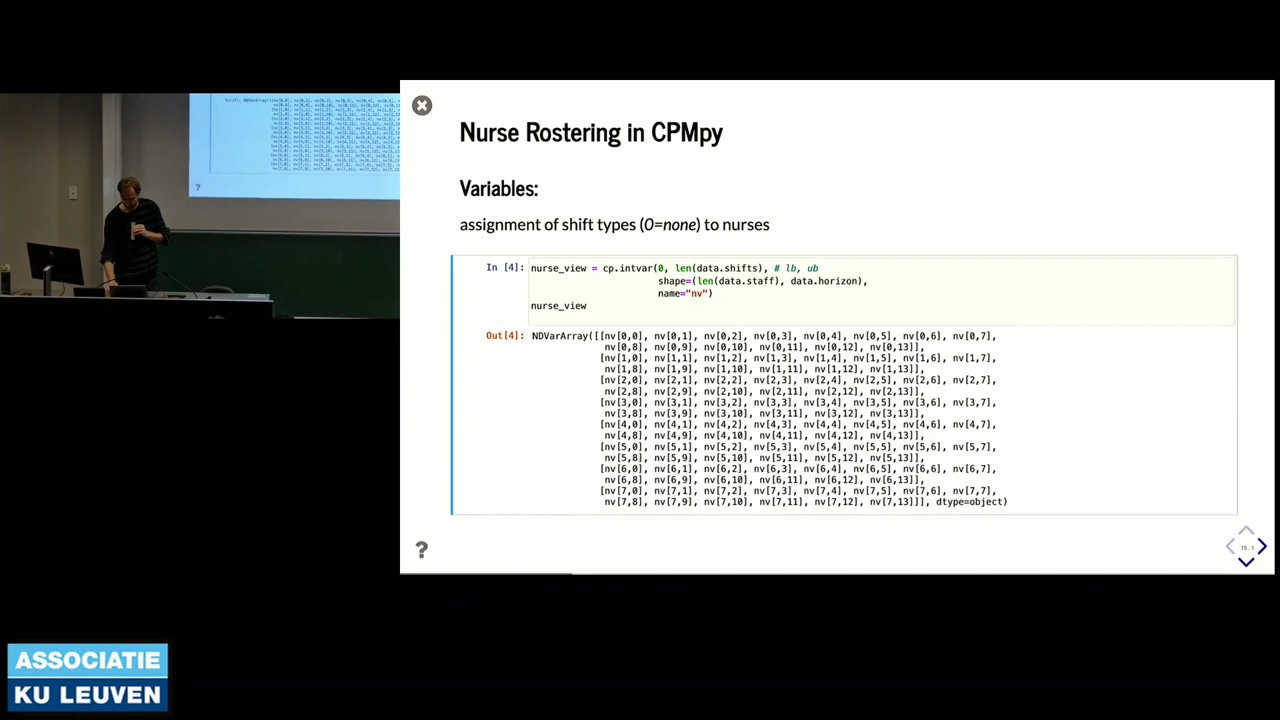 Nurse Rostering in CPMpy
Variables:
assignment of shift types (0=none) to nurses
In [4]: nurse_view = cp.intvar(0, len(data.shifts), # lb, ub
shape=(len(data.staff), data.horizon),
name="nv")
nurse_view
Out[4]: NDVarArray([[nv[0,0], nv[0,1], nv[0,2], nv[0,3], nv[0,4], nv[0,5], nv[0,6], nv[0,7],
nv[0,8], nv[0,9], nv[0,10], nv[0,11], nv[0,12], nv[0,13]],
[nv[1,0], nv[1,1], nv[1,2], nv[1,3], nv[1,4], nv[1,5], nv[1,6], nv[1,7],
nv[1,8], nv[1,9], nv[1,10], nv[1,11], nv[1,12], nv[1,13]],
[nv[2,0], nv[2,1], nv[2,2], nv[2,3], nv[2,4], nv[2,5], nv[2,6], nv[2,7],
nv[2,8], nv[2,9], nv[2,10], nv[2,11], nv[2,12], nv[2,13]],
[nv[3,0], nv[3,1], nv[3,2], nv[3,3], nv[3,4], nv[3,5], nv[3,6], nv[3,7],
nv[3,8], nv[3,9], nv[3,10], nv[3,11], nv[3,12], nv[3,13]],
[nv[4,0], nv[4,1], nv[4,2], nv[4,3], nv[4,4], nv[4,5], nv[4,6], nv[4,7],
nv[4,8], nv[4,9], nv[4,10], nv[4,11], nv[4,12], nv[4,13]],
[nv[5,0], nv[5,1], nv[5,2], nv[5,3], nv[5,4], nv[5,5], nv[5,6], nv[5,7],
nv[5,8], nv[5,9], nv[5,10], nv[5,11], nv[5,12], nv[5,13]],
[nv[6,0], nv[6,1], nv[6,2], nv[6,3], nv[6,4], nv[6,5], nv[6,6], nv[6,7],
nv[6,8], nv[6,9], nv[6,10], nv[6,11], nv[6,12], nv[6,13]],
[nv[7,0], nv[7,1], nv[7,2], nv[7,3], nv[7,4], nv[7,5], nv[7,6], nv[7,7],
nv[7,8], nv[7,9], nv[7,10], nv[7,11], nv[7,12], nv[7,13]]], dtype=object)
?
15.1
ASSOCIATIE
KU LEUVEN